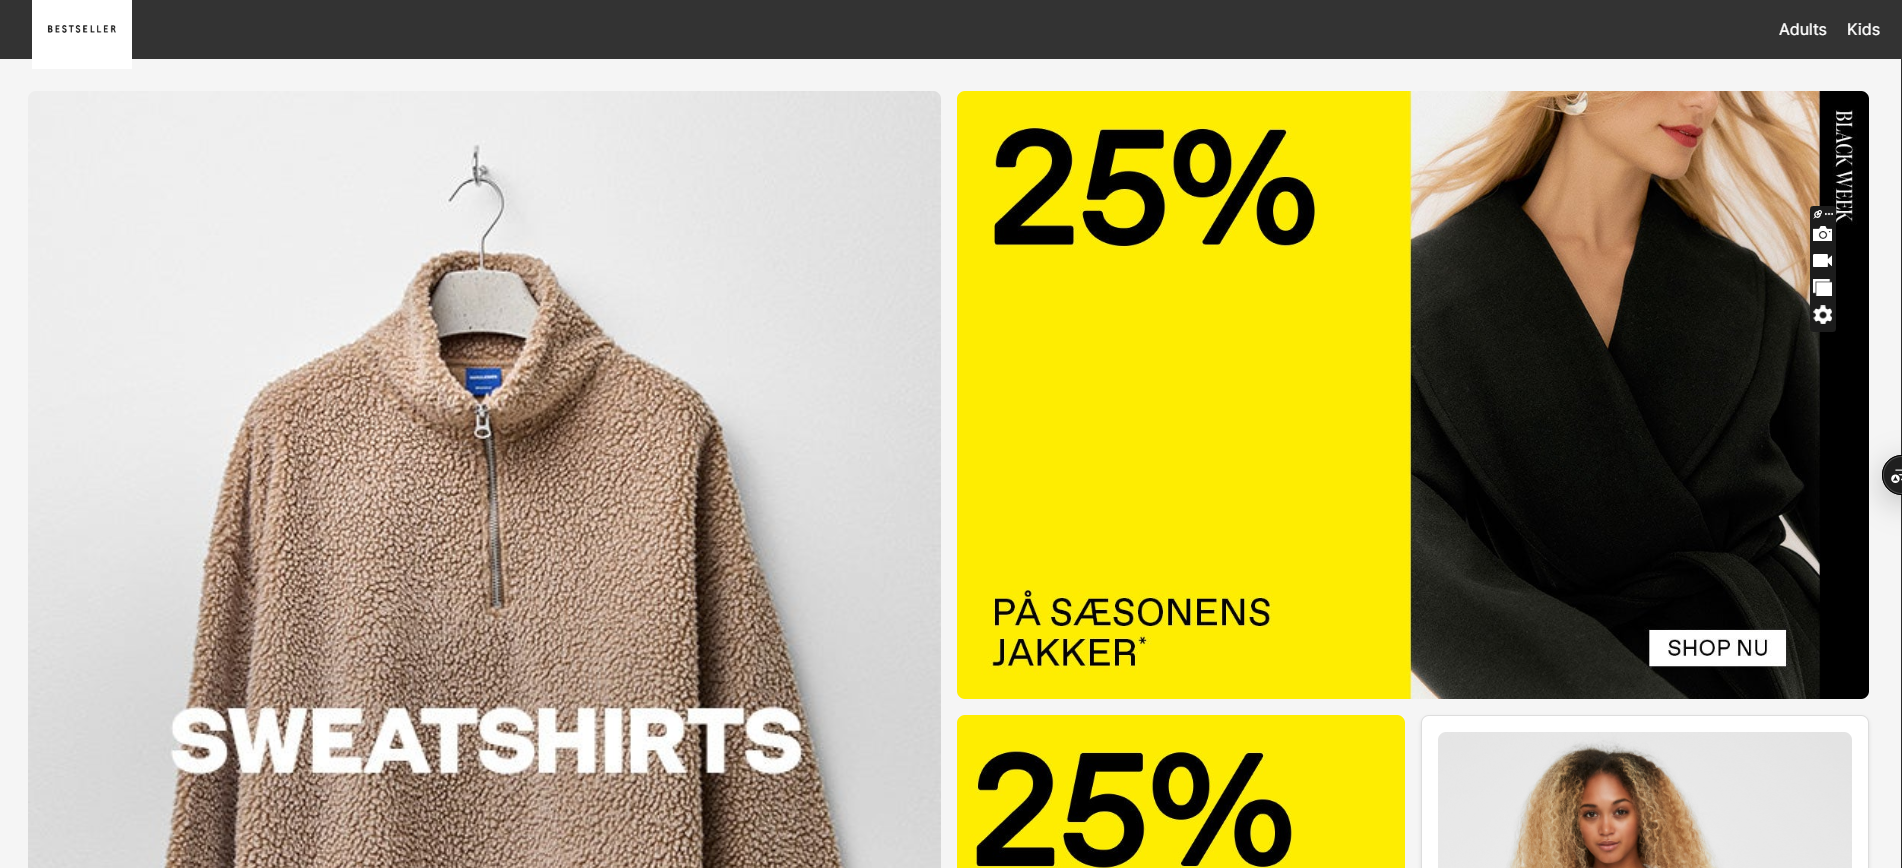 BESTSELLER
Adults
Kids
SWEATSHIRTS
25%
PÅ SÆSONENS
JAKKER*
BLACK WEEK
SHOP NU
25%